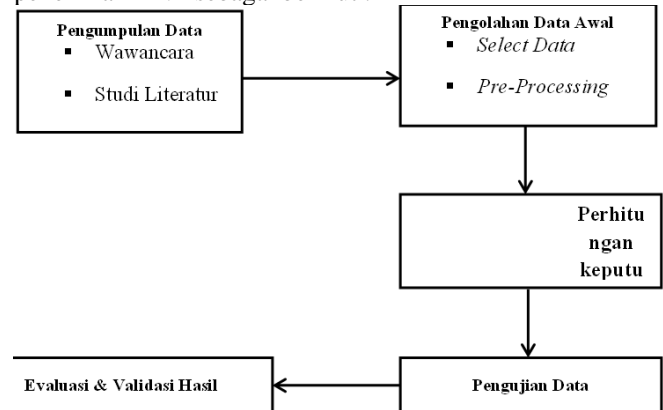 Pengumpulan Data
▪ Wawancara
▪ Studi Literatur
Pengolahan Data Awal
▪ Select Data
▪ Pre-Processing
Perhitu
ngan
keputu
Pengujian Data
Evaluasi & Validasi Hasil